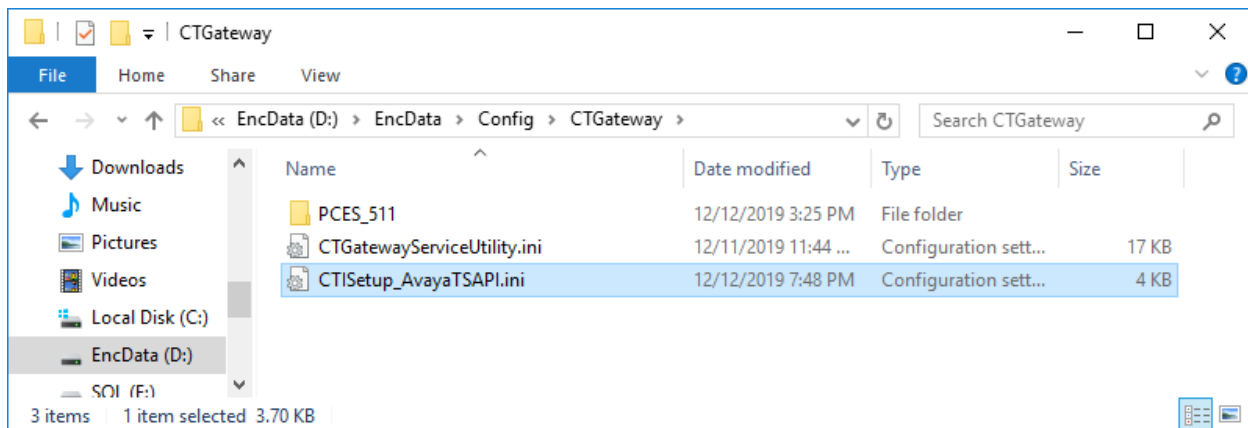 CTGateway
File Home Share View
« EncData (D:) > EncData > Config > CTGateway > Search CTGateway
Downloads
Music
Pictures
Videos
Local Disk (C:)
EncData (D:)
SQL (F:)
Name Date modified Type Size
PCES_511 12/12/2019 3:25 PM File folder
CTGatewayServiceUtility.ini 12/11/2019 11:44 ... Configuration sett... 17 KB
CTISetup_AvayaTSAPI.ini 12/12/2019 7:48 PM Configuration sett... 4 KB
3 items 1 item selected 3.70 KB